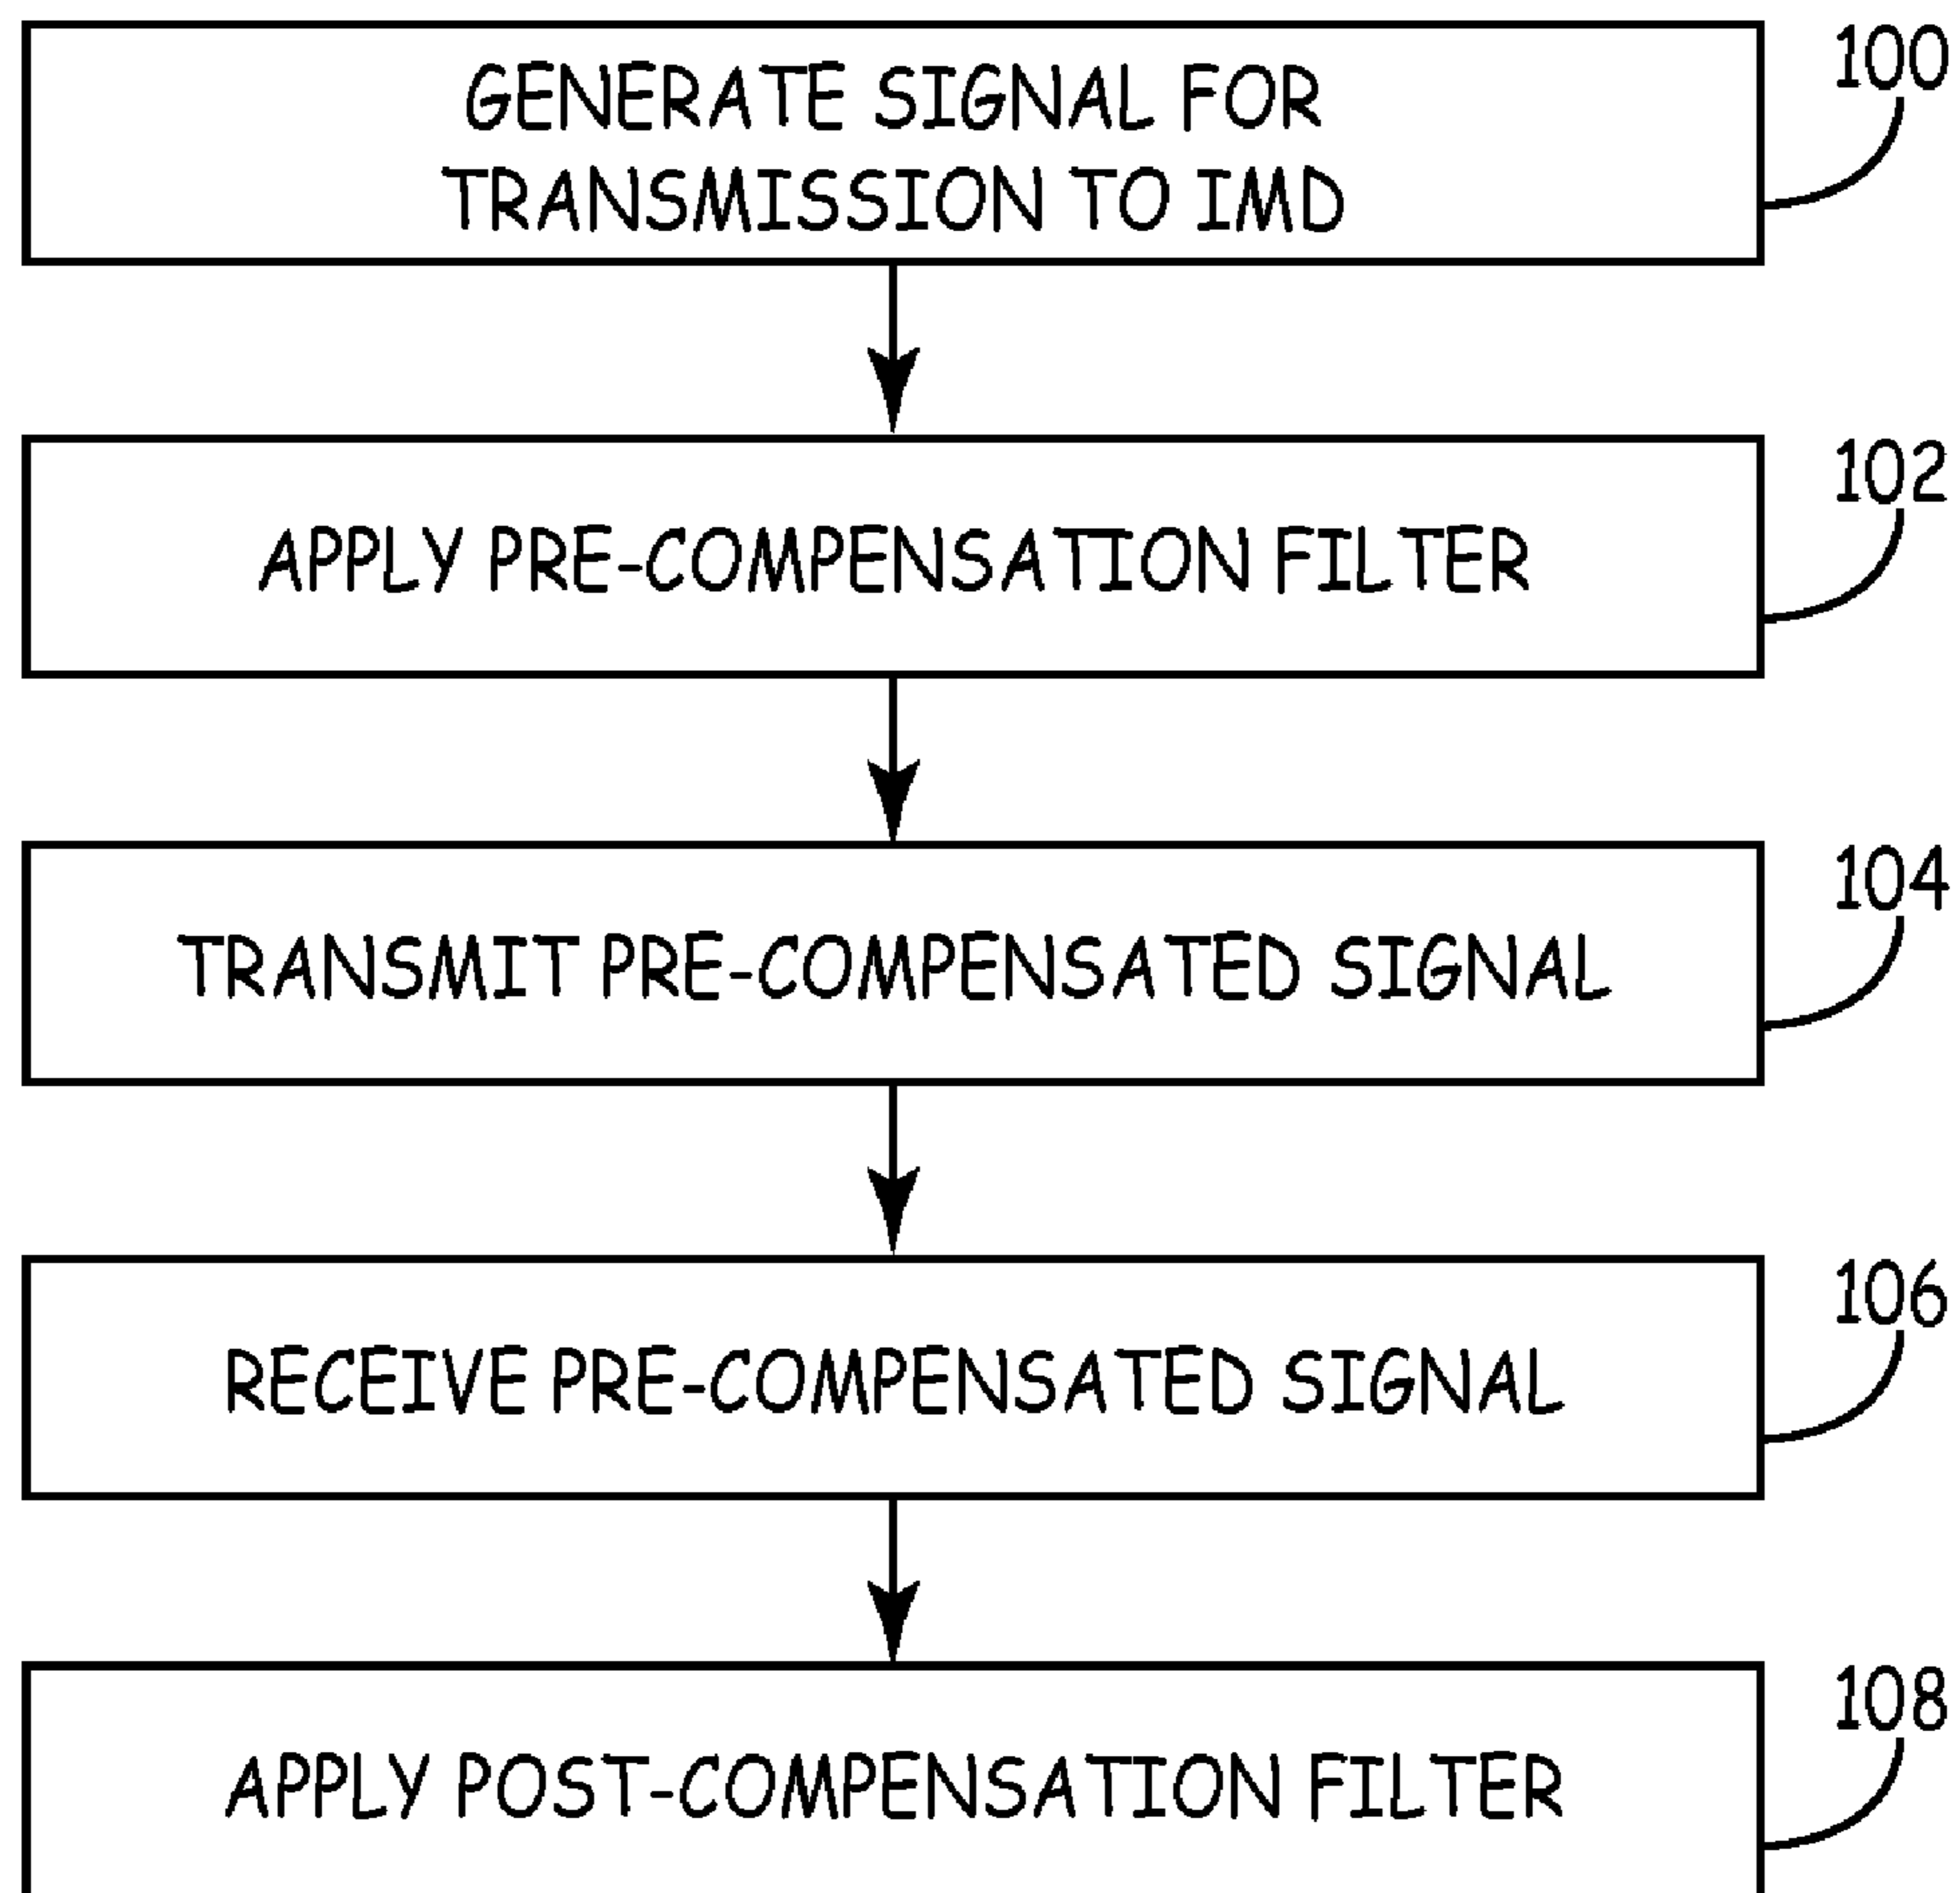 GENERATE SIGNAL FOR
TRANSMISSION TO IMD
100
APPLY PRE-COMPENSATION FILTER
102
TRANSMIT PRE-COMPENSATED SIGNAL
104
RECEIVE PRE-COMPENSATED SIGNAL
106
APPLY POST-COMPENSATION FILTER
108